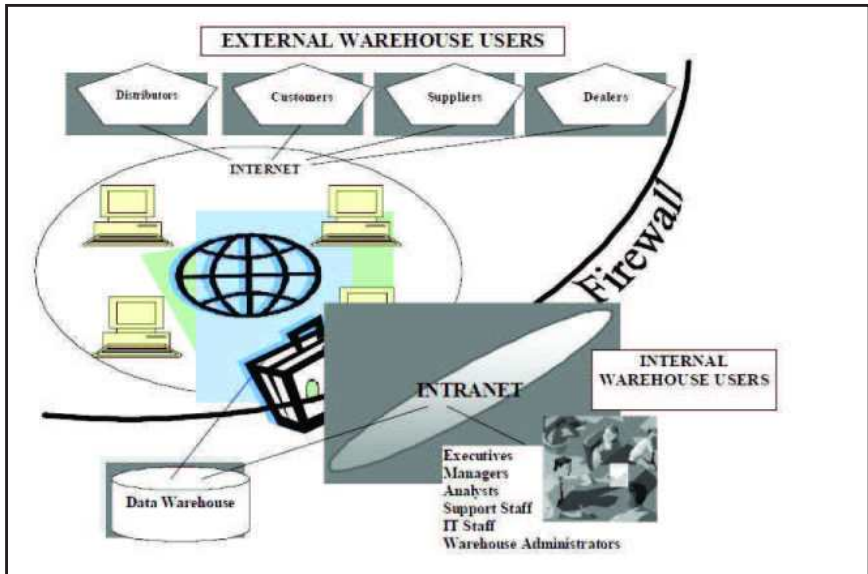 EXTERNAL WAREHOUSE USERS
Distributors
Customers
Suppliers
Dealers
INTERNET
Firewall
INTERNAL
WAREHOUSE USERS
INTRANET
Data Warehouse
Executives
Managers
Analysts
Support Staff
IT Staff
Warehouse Administrators